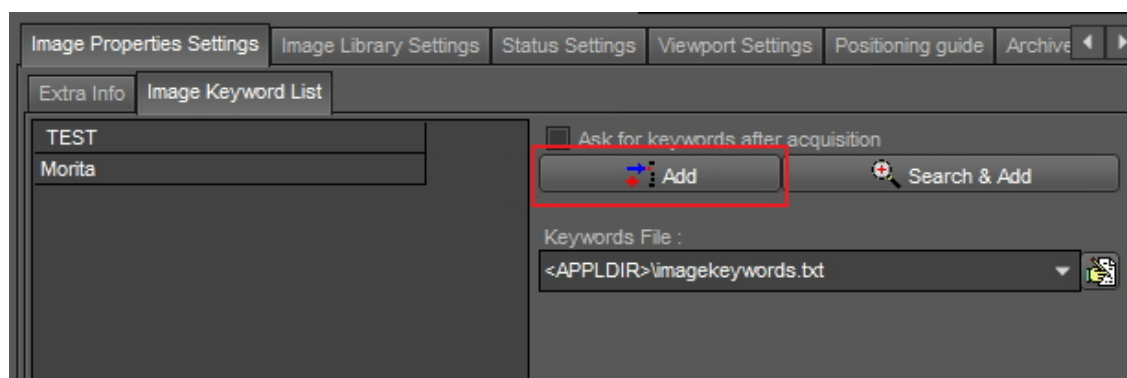 Image Properties Settings Image Library Settings Status Settings Viewport Settings Positioning guide Archive
Extra Info Image Keyword List
TEST
Morita
Ask for keywords after acquisition
Add Search & Add
Keywords File :
<APPLDIR>\imagekeywords.txt